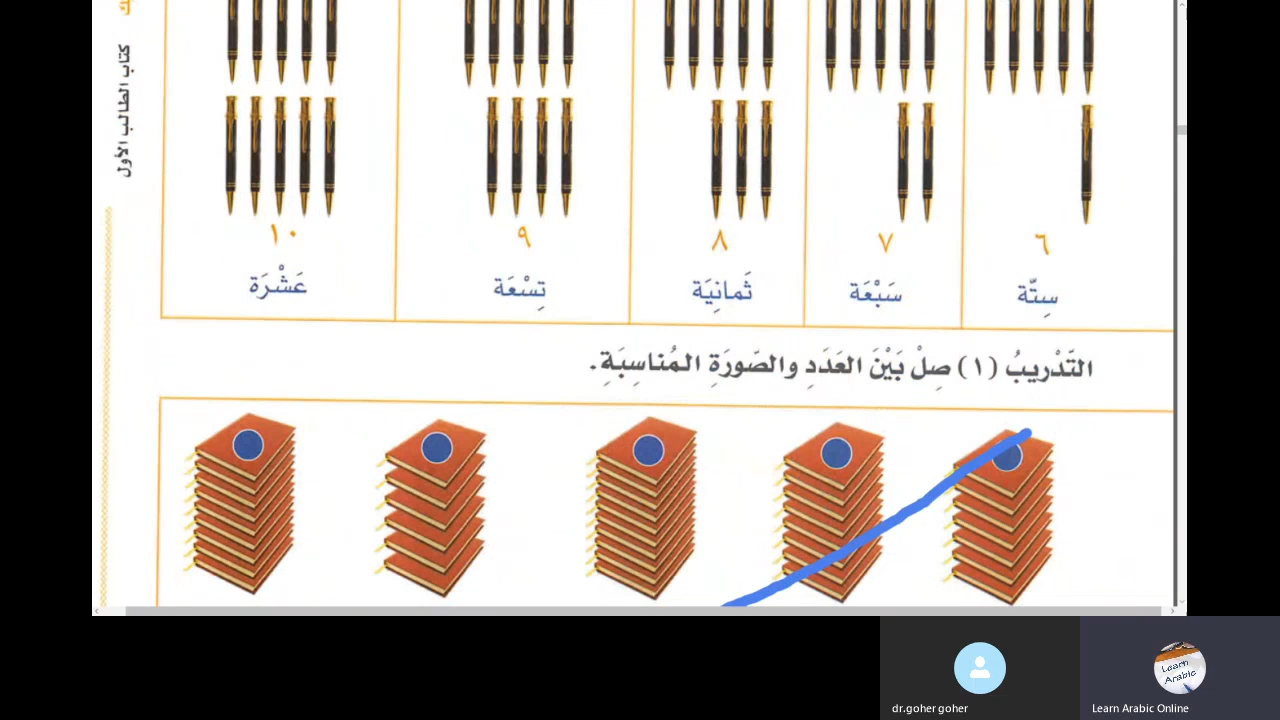 كتاب الطالب الأول
٦ ٧ ٨ ٩ ١٠
سِتّة سَبْعَة ثَمانِيَة تِسْعَة عَشْرَة
التّدْريبُ (١) صِلْ بَيْنَ العَدَدِ والصّورَةِ المُناسِبَةِ.
dr.goher goher
Learn Arabic
Learn Arabic Online